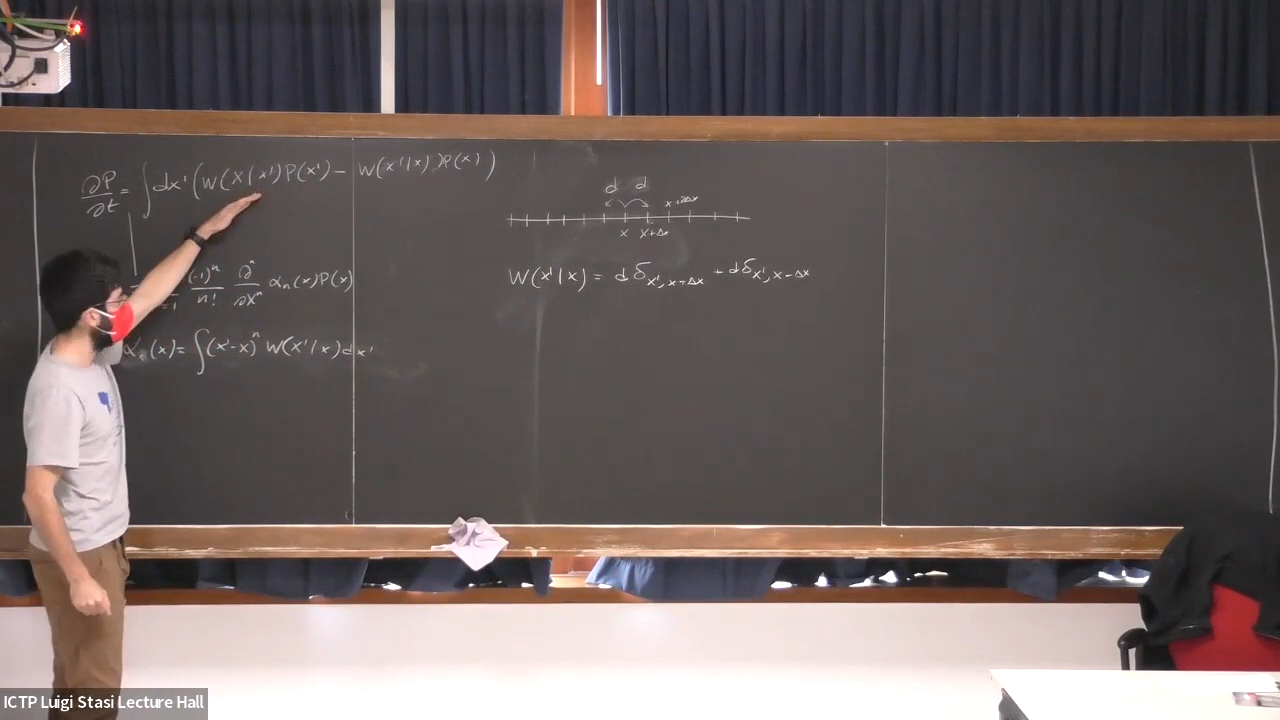 ∂P/∂t = ∫ dx' (W(x|x')P(x') - W(x'|x)P(x))
(-1)^n/n! ∂^n/∂x^n α_n(x)P(x)
α_n(x) = ∫(x'-x)^n W(x'|x)dx'
d d
x+2Δx
x x+Δx
W(x'|x) = d δ_{x', x+Δx} + d δ_{x', x-Δx}
ICTP Luigi Stasi Lecture Hall